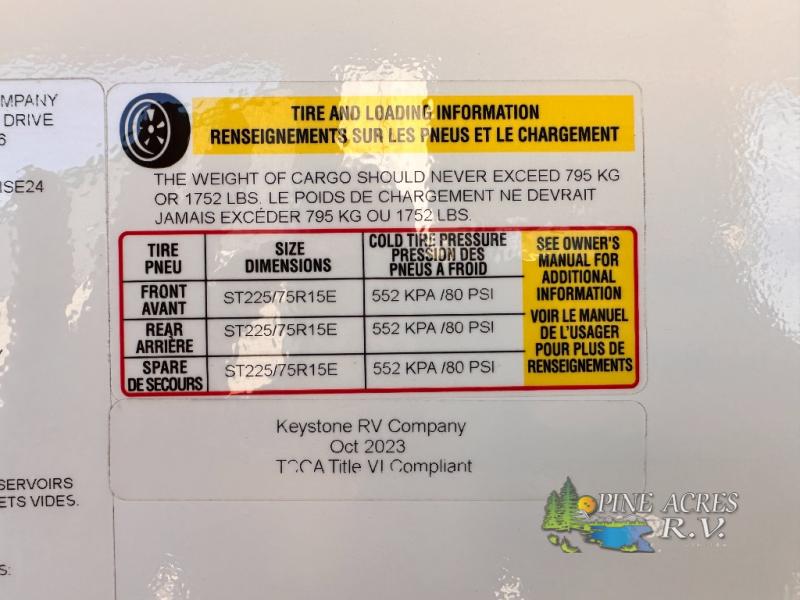 MPANY
DRIVE
6
ISE24
SERVOIRS
ETS VIDES.
S:
TIRE AND LOADING INFORMATION
RENSEIGNEMENTS SUR LES PNEUS ET LE CHARGEMENT
THE WEIGHT OF CARGO SHOULD NEVER EXCEED 795 KG
OR 1752 LBS. LE POIDS DE CHARGEMENT NE DEVRAIT
JAMAIS EXCÉDER 795 KG OU 1752 LBS.
TIRE
PNEU
SIZE
DIMENSIONS
COLD TIRE PRESSURE
PRESSION DES
PNEUS A FROID
FRONT
AVANT
ST225/75R15E
552 KPA /80 PSI
REAR
ARRIÈRE
ST225/75R15E
552 KPA /80 PSI
SPARE
DE SECOURS
ST225/75R15E
552 KPA /80 PSI
SEE OWNER'S
MANUAL FOR
ADDITIONAL
INFORMATION
VOIR LE MANUEL
DE L'USAGER
POUR PLUS DE
RENSEIGNEMENTS
Keystone RV Company
Oct 2023
TSCA Title VI Compliant
PINE ACRES
R.V.